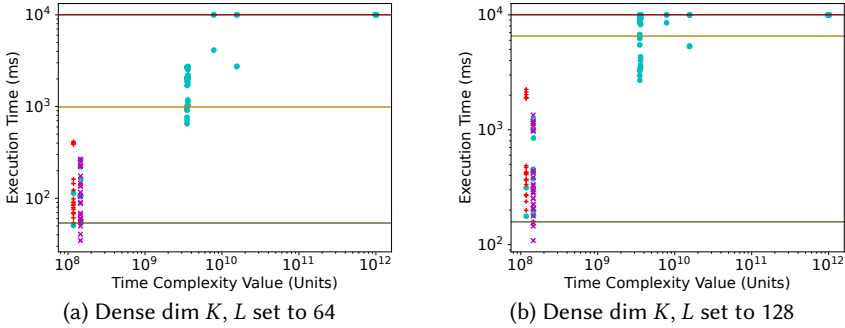 10⁴
10³
10²
Execution Time (ms)
10⁸ 10⁹ 10¹⁰ 10¹¹ 10¹²
Time Complexity Value (Units)
(a) Dense dim K, L set to 64
10⁴
10³
10²
Execution Time (ms)
10⁸ 10⁹ 10¹⁰ 10¹¹ 10¹²
Time Complexity Value (Units)
(b) Dense dim K, L set to 128